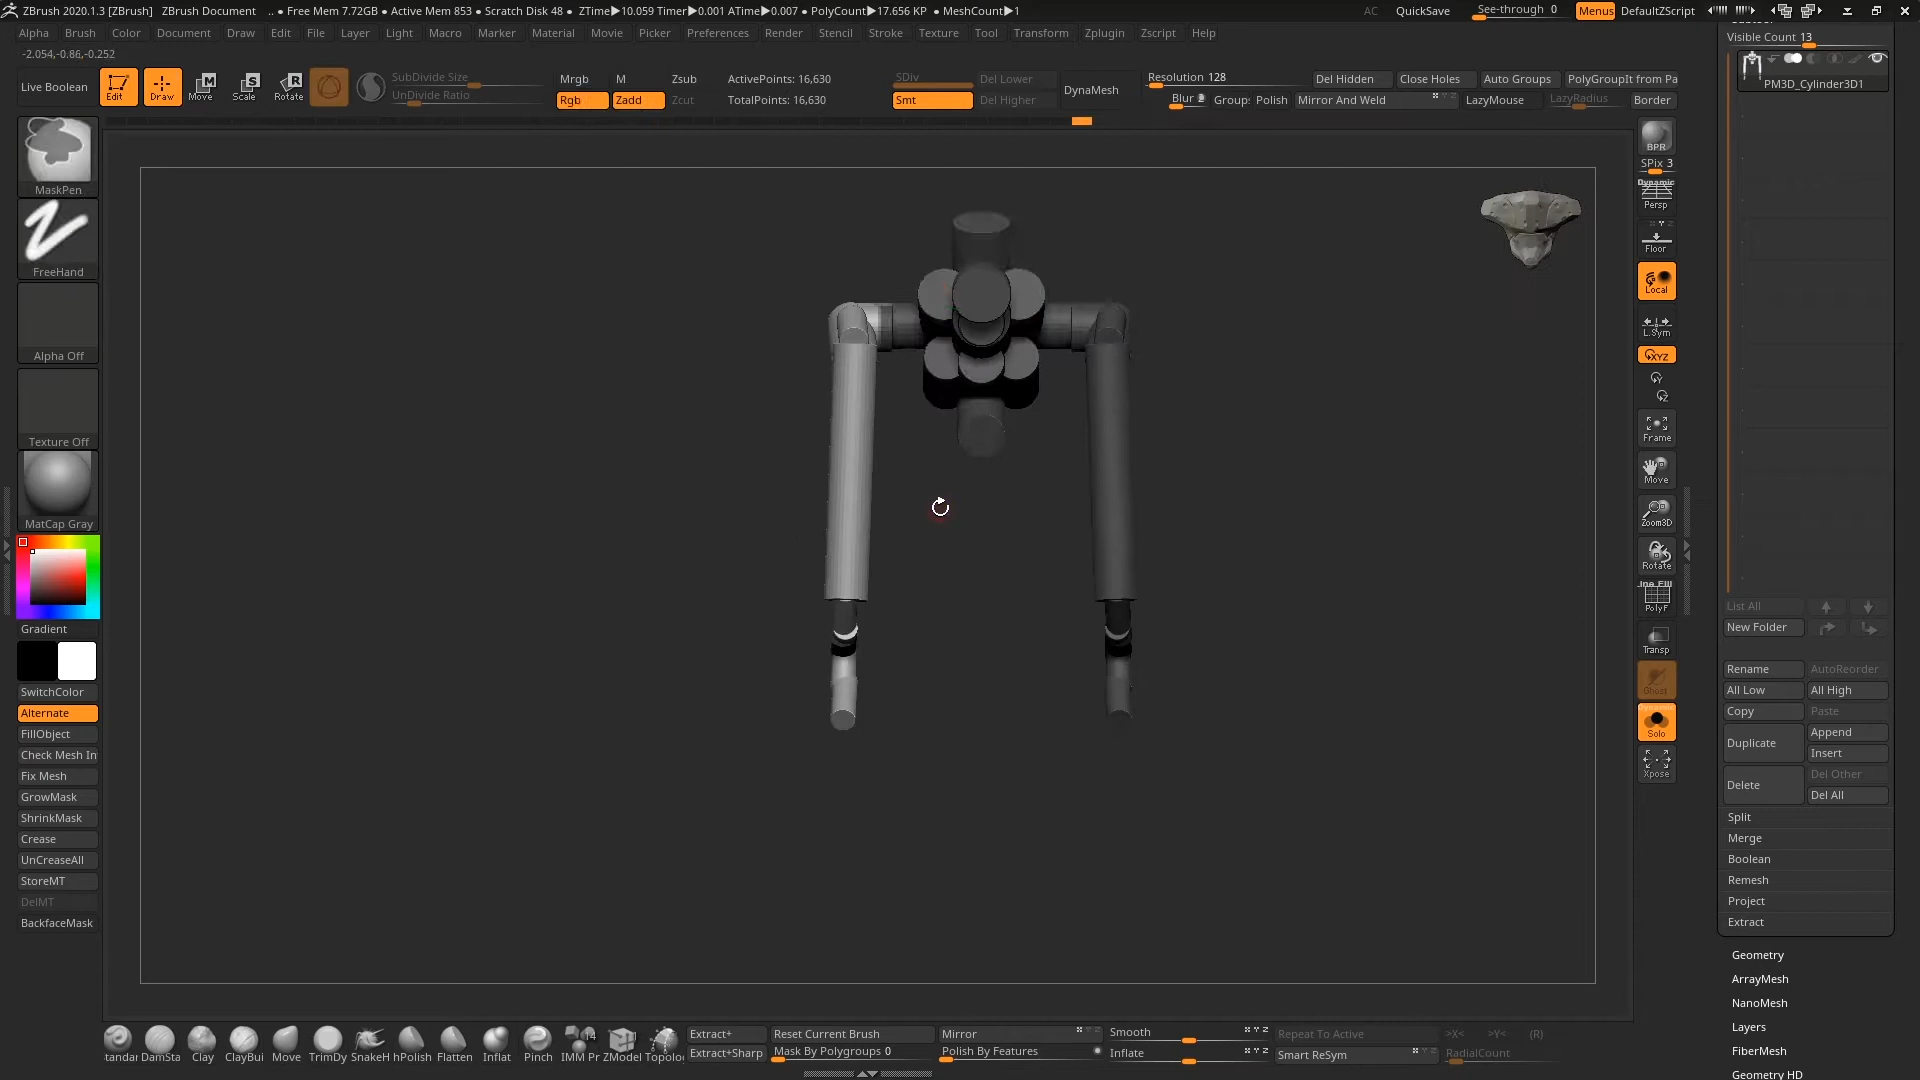 ZBrush 2020.1.3 [ZBrush] ZBrush Document .. • Free Mem 7.72GB • Active Mem 853 • Scratch Disk 48 • ZTime▶10.059 Timer▶0.001 ATime▶0.007 • PolyCount▶17.656 KP • MeshCount▶1 AC QuickSave See-through 0 Menus DefaultZScript
Alpha Brush Color Document Draw Edit File Layer Light Macro Marker Material Movie Picker Preferences Render Stencil Stroke Texture Tool Transform Zplugin Zscript Help
-2.054,-0.86,-0.252
Visible Count 13
PM3D_Cylinder3D1
Live Boolean Edit Draw Move Scale Rotate
SubDivide Size
UnDivide Ratio
Mrgb M Zsub
Rgb Zadd Zcut
ActivePoints: 16,630
TotalPoints: 16,630
SDiv Del Lower
Smt Del Higher
DynaMesh
Resolution 128 Del Hidden Close Holes Auto Groups PolyGroupIt from Pa
Blur 2 Group: Polish Mirror And Weld LazyMouse LazyRadius Border
MaskPen
FreeHand
Alpha Off
Texture Off
MatCap Gray
Gradient
SwitchColor
Alternate
FillObject
Check Mesh In
Fix Mesh
GrowMask
ShrinkMask
Crease
UnCreaseAll
StoreMT
DelMT
BackfaceMask
BPR
SPix 3
Dynamic
Persp
Floor
Local
L.Sym
XYZ
Y
Z
Frame
Move
Zoom3D
Rotate
Line Fill
PolyF
Transp
Ghost
Dynamic
Solo
Xpose
List All
New Folder
Rename AutoReorder
All Low All High
Copy Paste
Duplicate Append
Insert
Delete Del Other
Del All
Split
Merge
Boolean
Remesh
Project
Extract
Geometry
ArrayMesh
NanoMesh
Layers
FiberMesh
Geometry HD
tandar DamSta Clay ClayBui Move TrimDy SnakeH hPolish Flatten Inflat Pinch IMM Pr ZModel Topolo
14
Extract+ Reset Current Brush Mirror Smooth Repeat To Active >X< >Y< (R)
Extract+Sharp Mask By Polygroups 0 Polish By Features Inflate Smart ReSym RadialCount